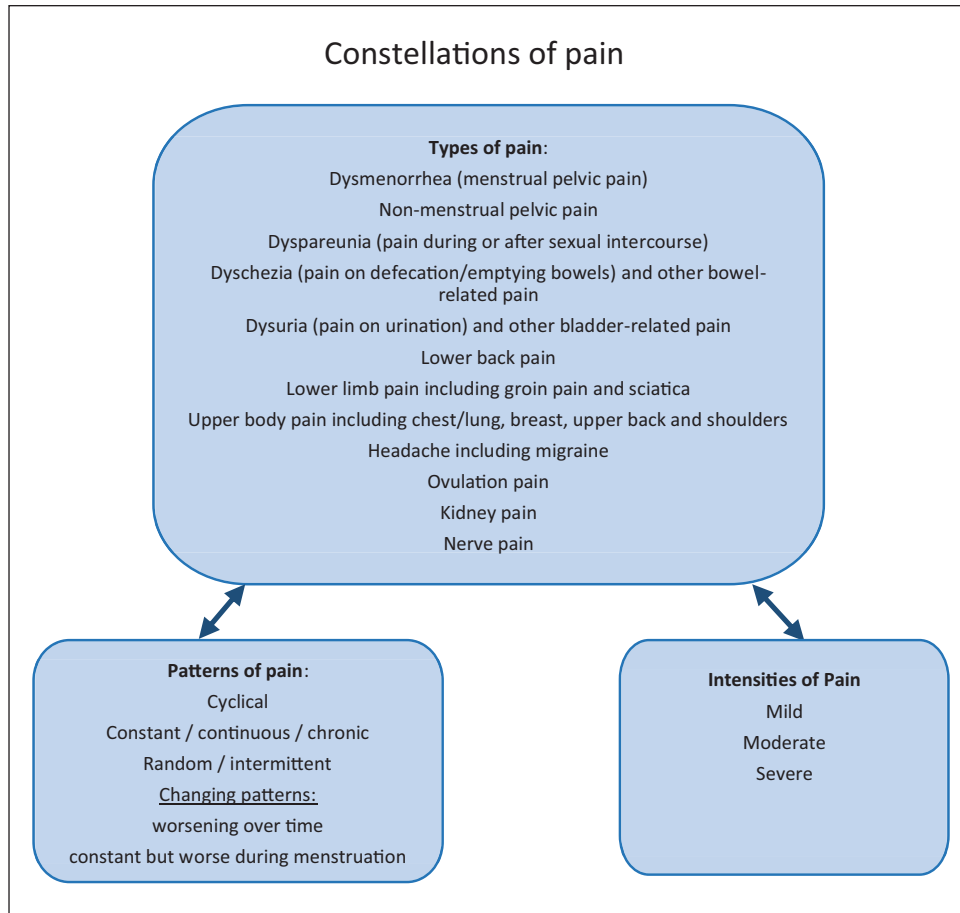 Constellations of pain
Types of pain:
Dysmenorrhea (menstrual pelvic pain)
Non-menstrual pelvic pain
Dyspareunia (pain during or after sexual intercourse)
Dyschezia (pain on defecation/emptying bowels) and other bowel-
related pain
Dysuria (pain on urination) and other bladder-related pain
Lower back pain
Lower limb pain including groin pain and sciatica
Upper body pain including chest/lung, breast, upper back and shoulders
Headache including migraine
Ovulation pain
Kidney pain
Nerve pain
Patterns of pain:
Cyclical
Constant / continuous / chronic
Random / intermittent
Changing patterns:
worsening over time
constant but worse during menstruation
Intensities of Pain
Mild
Moderate
Severe